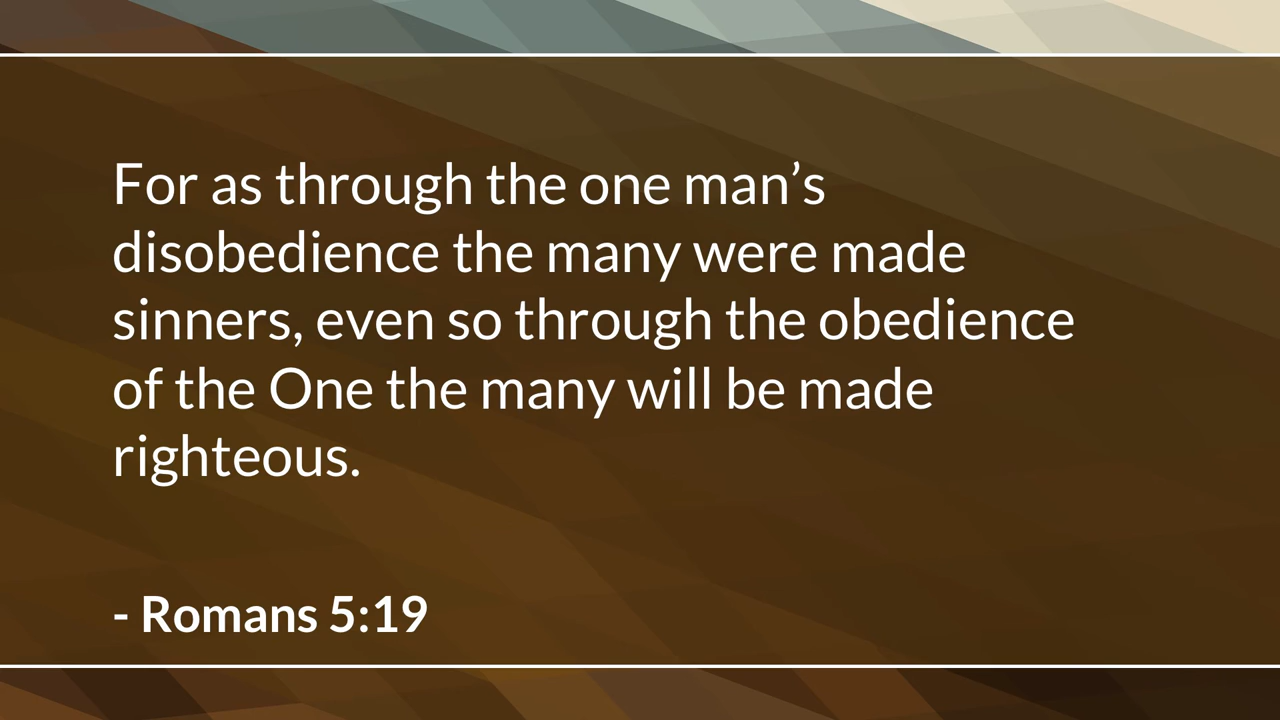 For as through the one man’s
disobedience the many were made
sinners, even so through the obedience
of the One the many will be made
righteous.
- Romans 5:19